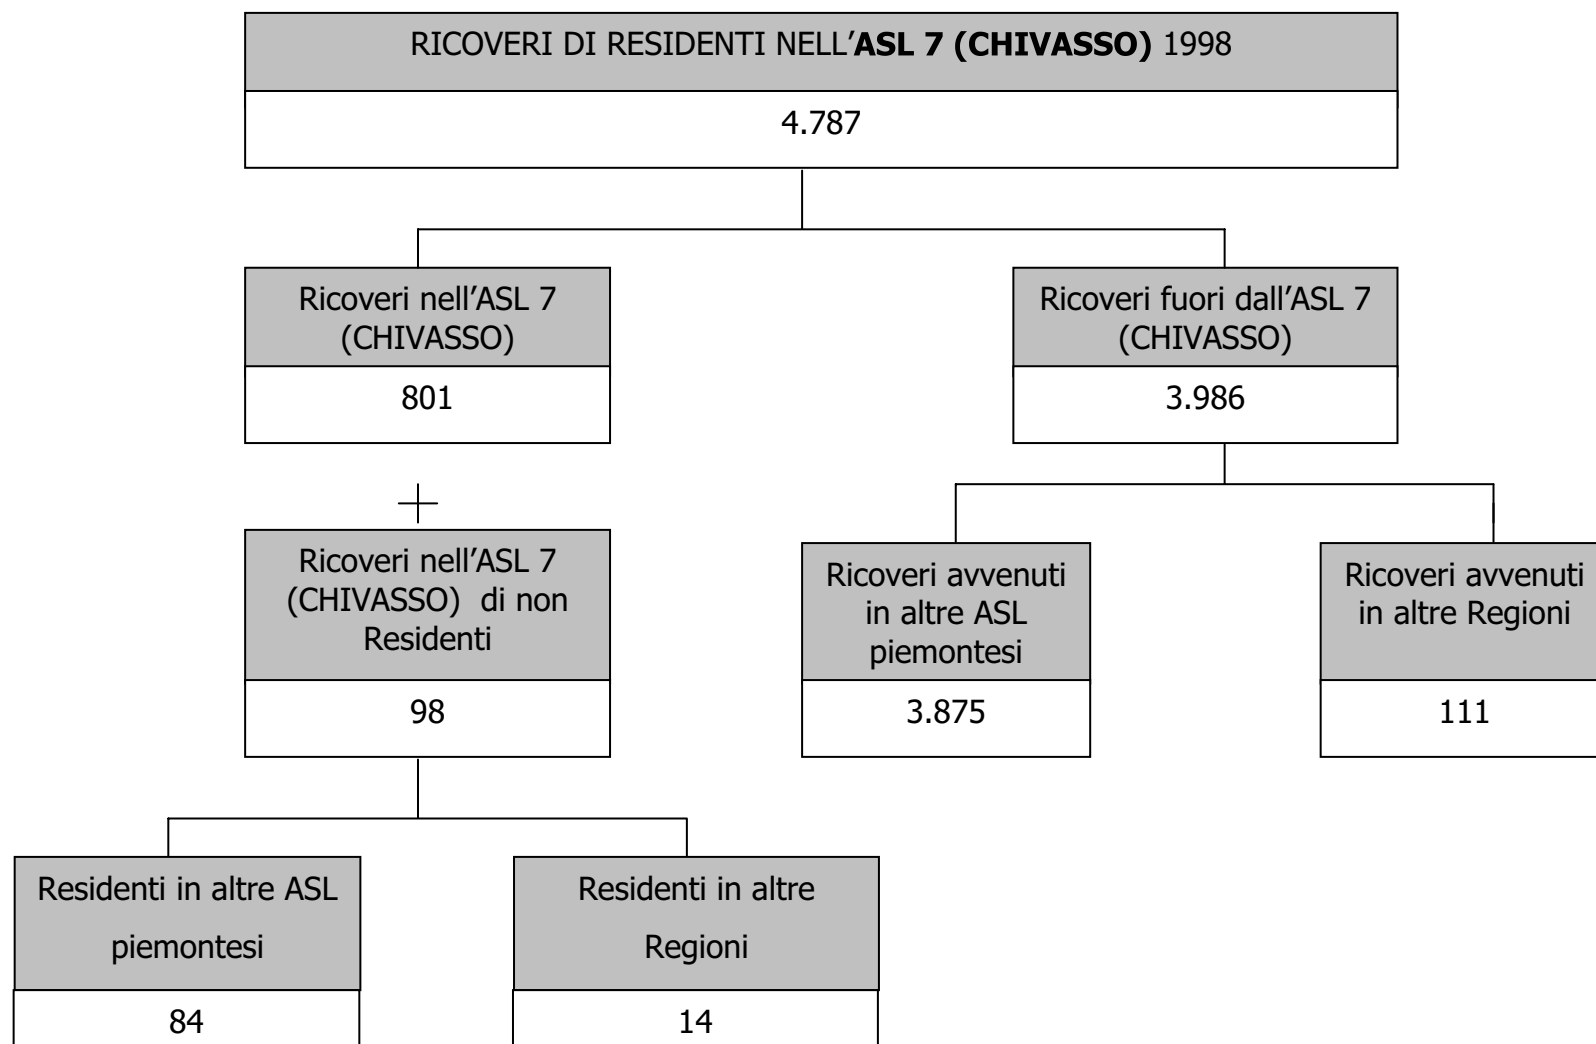 RICOVERI DI RESIDENTI NELL'ASL 7 (CHIVASSO) 1998
4.787
Ricoveri nell'ASL 7
(CHIVASSO)
801
Ricoveri fuori dall'ASL 7
(CHIVASSO)
3.986
Ricoveri nell'ASL 7
(CHIVASSO) di non
Residenti
98
Ricoveri avvenuti
in altre ASL
piemontesi
3.875
Ricoveri avvenuti
in altre Regioni
111
Residenti in altre ASL
piemontesi
84
Residenti in altre
Regioni
14